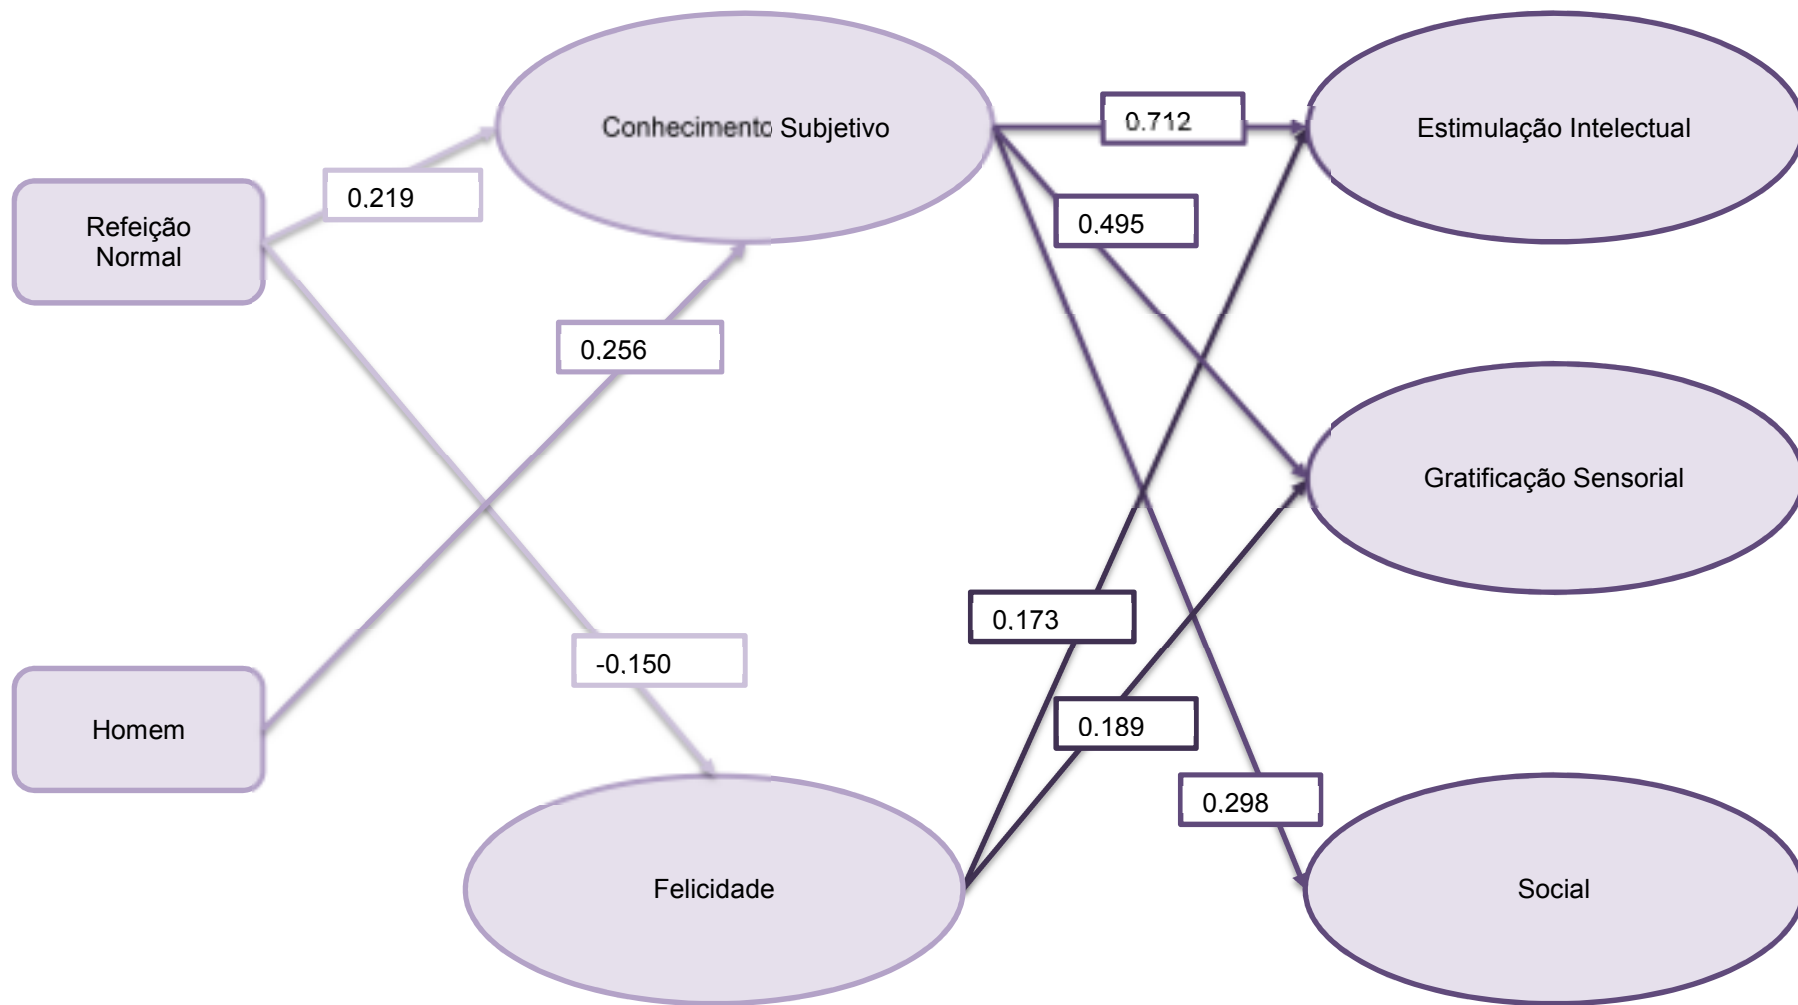 Conhecimento Subjetivo
0.712
Estimulação Intelectual
0.219
0.495
Refeição
Normal
0.256
Gratificação Sensorial
0.173
-0.150
Homem
0.189
0.298
Felicidade
Social